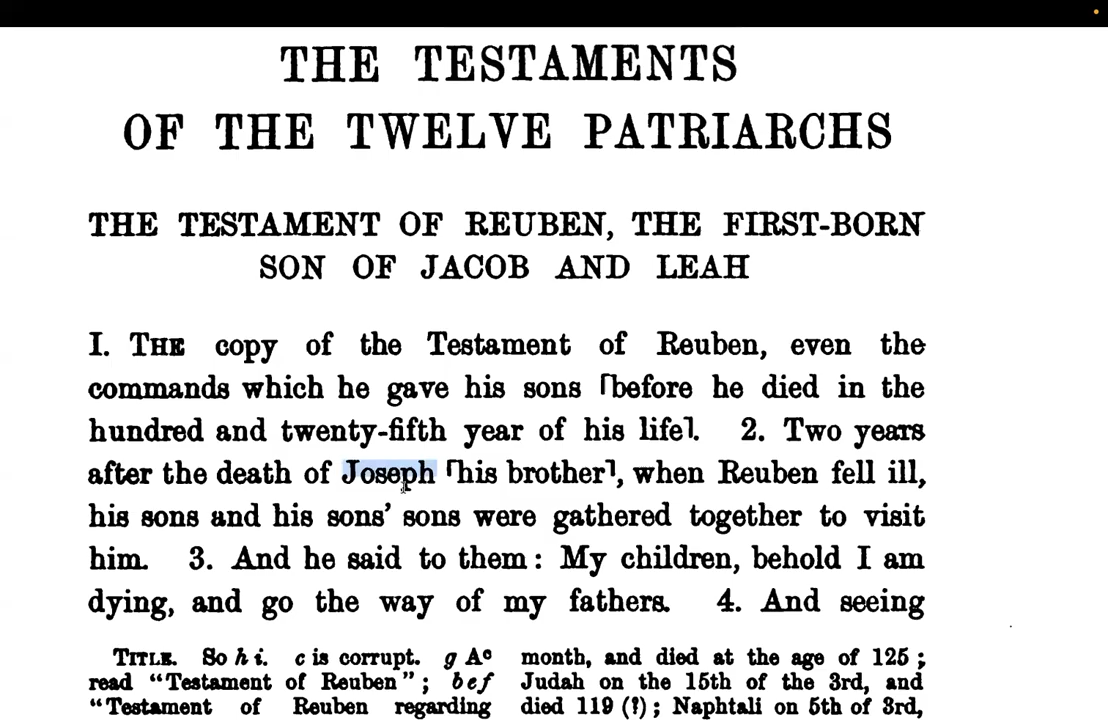 THE TESTAMENTS
OF THE TWELVE PATRIARCHS
THE TESTAMENT OF REUBEN, THE FIRST-BORN
SON OF JACOB AND LEAH
I. THE copy of the Testament of Reuben, even the
commands which he gave his sons ⌈before he died in the
hundred and twenty-fifth year of his life⌉. 2. Two years
after the death of Joseph ⌈his brother⌉, when Reuben fell ill,
his sons and his sons’ sons were gathered together to visit
him. 3. And he said to them: My children, behold I am
dying, and go the way of my fathers. 4. And seeing
TITLE. So h i. c is corrupt. g Aᵒ
read “Testament of Reuben”; b e f
“Testament of Reuben regarding
month, and died at the age of 125;
Judah on the 15th of the 3rd, and
died 119 (?); Naphtali on 5th of 3rd,